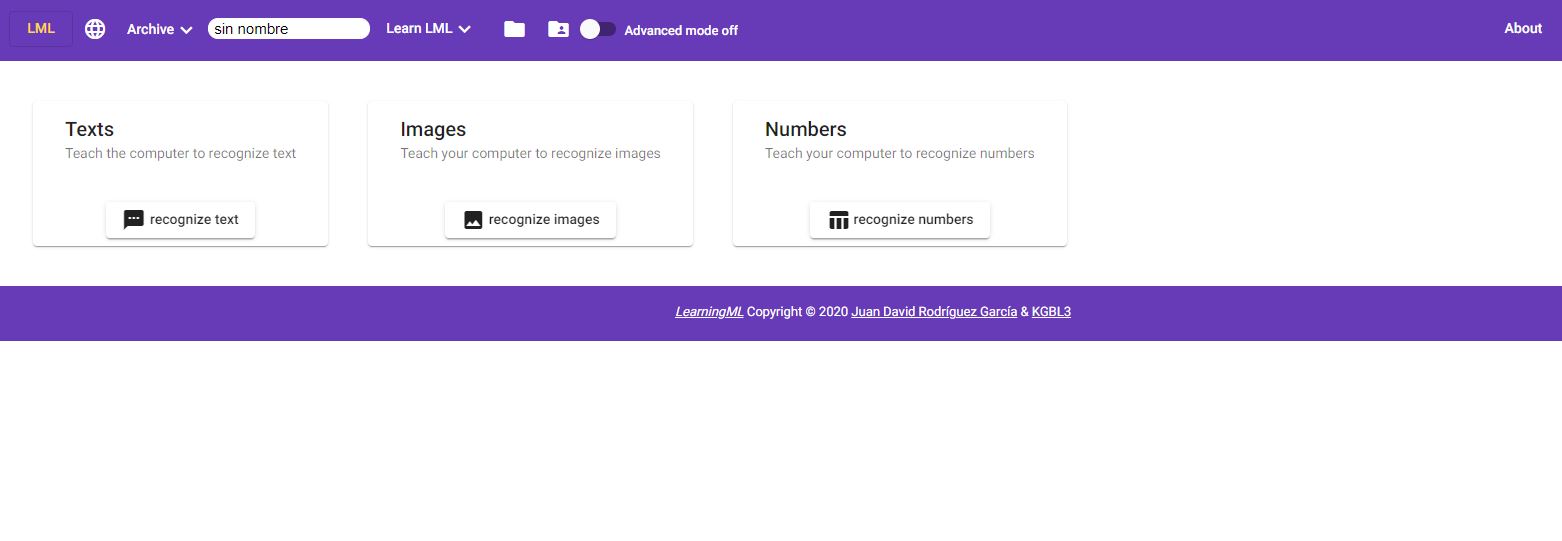 LML Archive sin nombre Learn LML Advanced mode off About
Texts
Teach the computer to recognize text
recognize text
Images
Teach your computer to recognize images
recognize images
Numbers
Teach your computer to recognize numbers
recognize numbers
LearningML Copyright © 2020 Juan David Rodríguez García & KGBL3